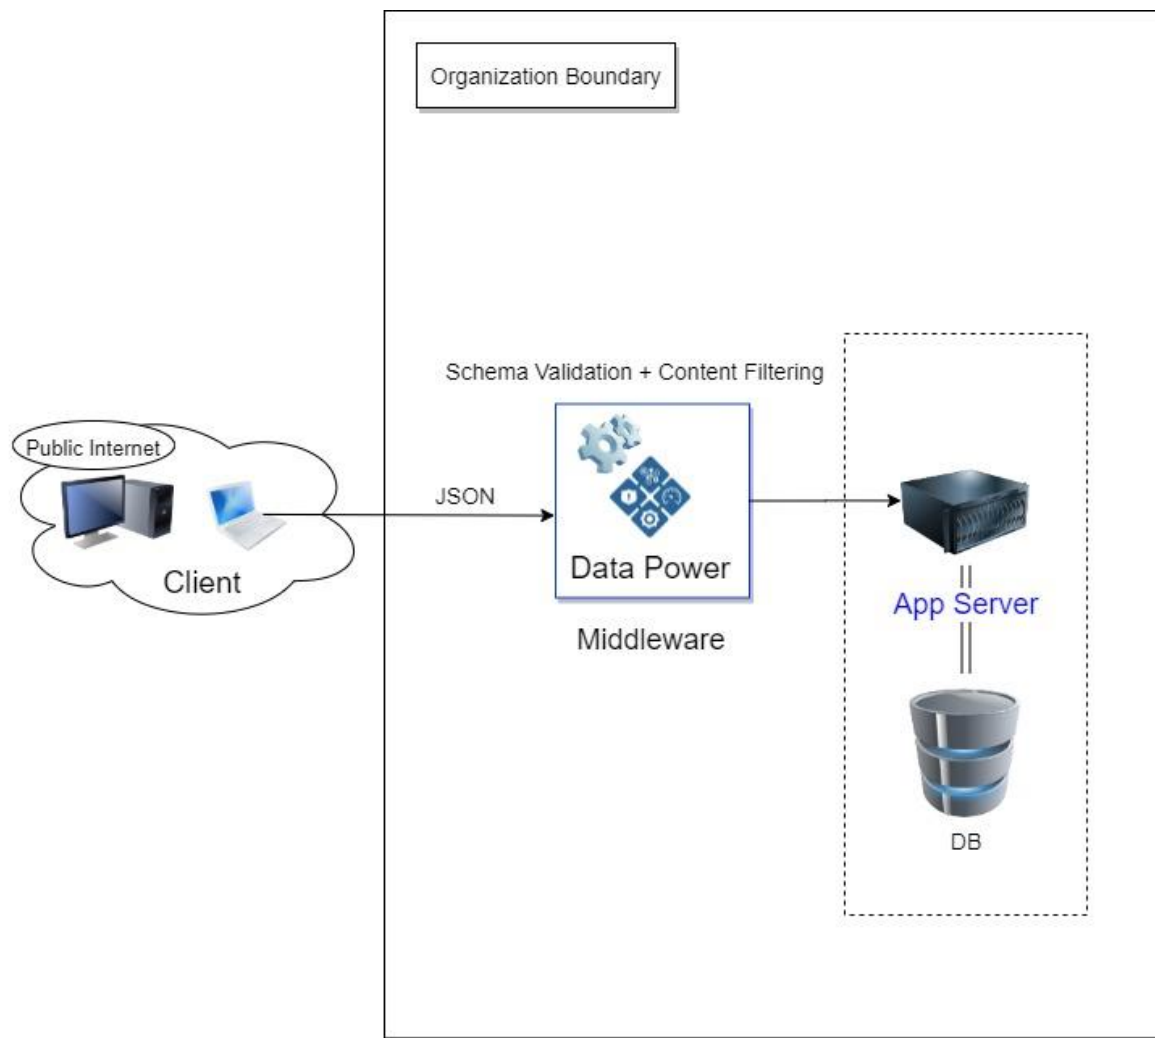 Organization Boundary
Schema Validation + Content Filtering
Public Internet
JSON
Client
Data Power
Middleware
App Server
DB